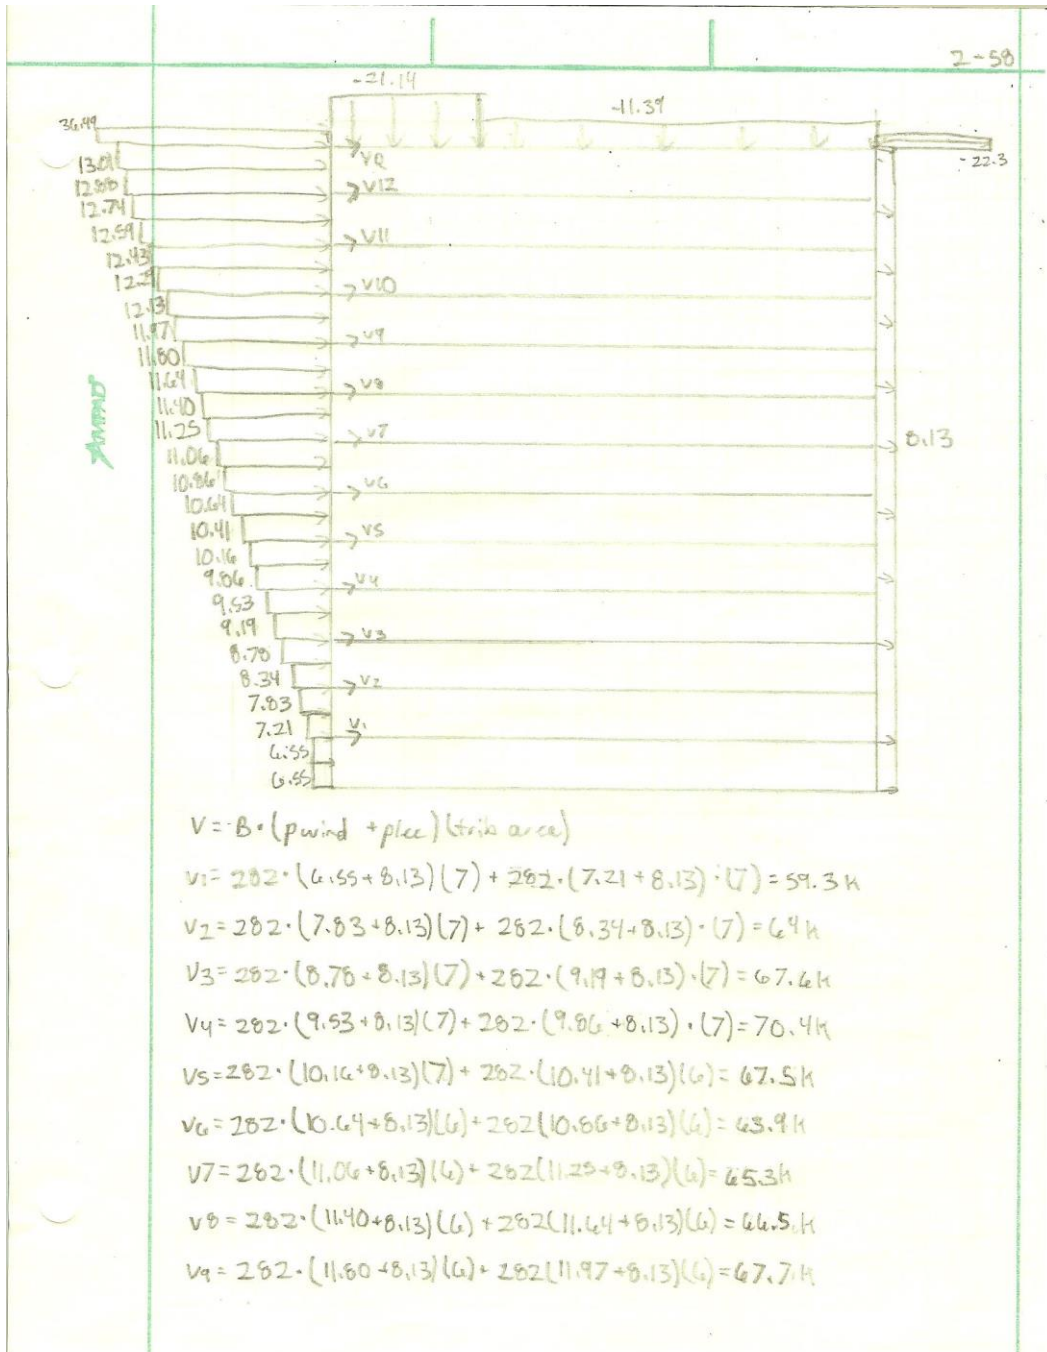 2-58
-21.14
-11.39
36.49
-22.3
13.01
VR
12.88
V12
12.74
12.59
V11
12.43
12.2
V10
12.13
11.97
V9
11.80
11.64
V8
11.40
11.25
V7
8.13
11.06
10.86
V6
10.64
10.41
V5
10.16
9.86
V4
9.53
9.19
V3
8.78
8.34
V2
7.83
7.21
V1
6.55
6.55
AMPAD
V = B·(pwind + plee)(trib area)
V1 = 282·(6.55+8.13)(7) + 282·(7.21+8.13)·(7) = 59.3 k
V2 = 282·(7.83+8.13)(7) + 282·(8.34+8.13)·(7) = 64 k
V3 = 282·(8.78+8.13)(7) + 282·(9.19+8.13)·(7) = 67.6 k
V4 = 282·(9.53+8.13)(7) + 282·(9.86+8.13)·(7) = 70.4 k
V5 = 282·(10.16+8.13)(7) + 282·(10.41+8.13)(6) = 67.5 k
V6 = 282·(10.64+8.13)(6) + 282(10.86+8.13)(6) = 63.9 k
V7 = 282·(11.06+8.13)(6) + 282(11.25+8.13)(6) = 65.3 k
V8 = 282·(11.40+8.13)(6) + 282(11.64+8.13)(6) = 66.5 k
V9 = 282·(11.80+8.13)(6) + 282(11.97+8.13)(6) = 67.7 k